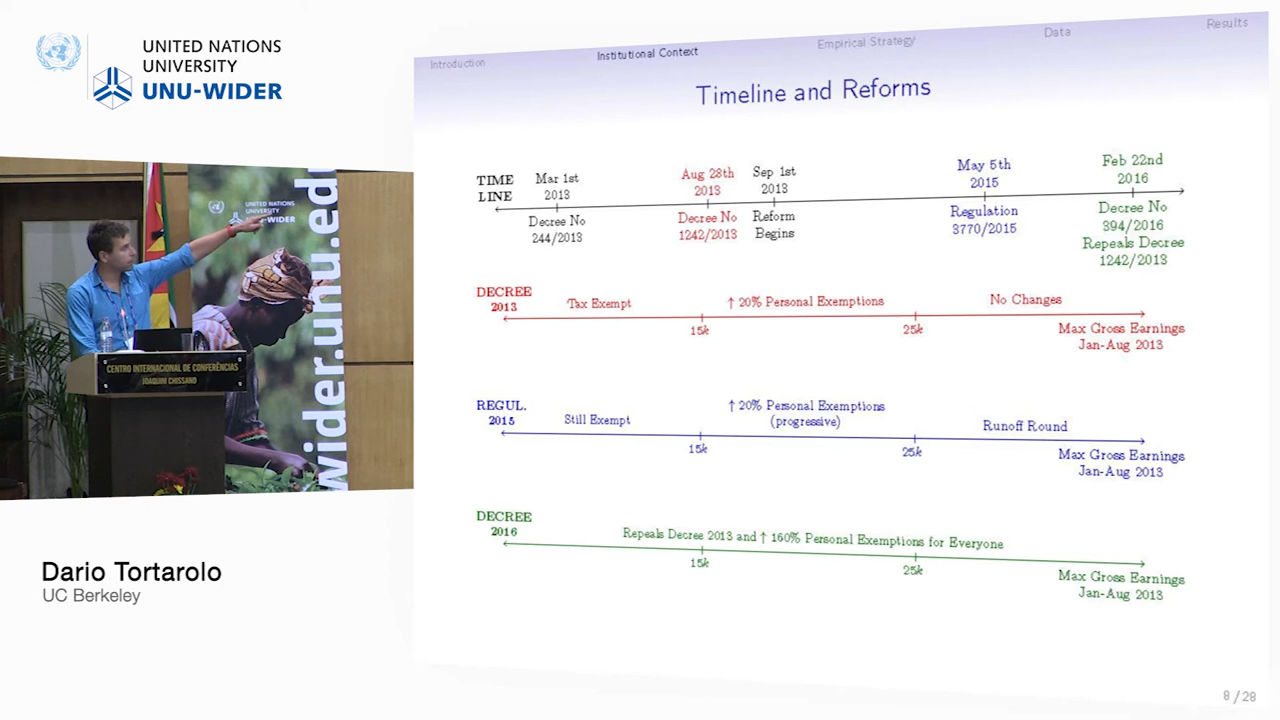 UNITED NATIONS
UNIVERSITY
UNU-WIDER
UNITED NATIONS
UNIVERSITY
UNU-WIDER
wider.unu.edu
CENTRO INTERNACIONAL DE CONFERÊNCIAS
JOAQUIM CHISSANO
Dario Tortarolo
UC Berkeley
Introduction
Institutional Context
Empirical Strategy
Data
Results
Timeline and Reforms
TIME
LINE
Mar 1st
2013
Aug 28th
2013
Sep 1st
2013
May 5th
2015
Feb 22nd
2016
Decree No
244/2013
Decree No
1242/2013
Reform
Begins
Regulation
3770/2015
Decree No
394/2016
Repeals Decree
1242/2013
DECREE
2013
Tax Exempt
↑ 20% Personal Exemptions
No Changes
15k
25k
Max Gross Earnings
Jan-Aug 2013
REGUL.
2015
Still Exempt
↑ 20% Personal Exemptions
(progressive)
Runoff Round
15k
25k
Max Gross Earnings
Jan-Aug 2013
DECREE
2016
Repeals Decree 2013 and ↑ 160% Personal Exemptions for Everyone
15k
25k
Max Gross Earnings
Jan-Aug 2013
8 / 28